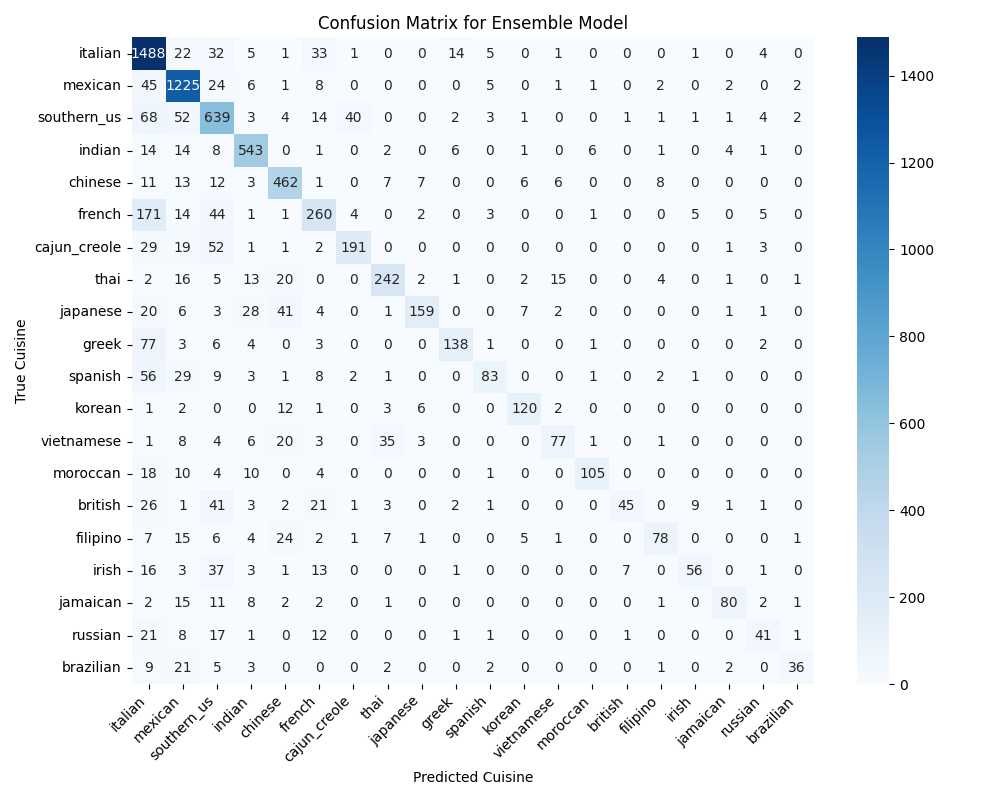 Confusion Matrix for Ensemble Model
italian 1488 22 32 5 1 33 1 0 0 14 5 0 1 0 0 0 1 0 4 0
mexican 45 1225 24 6 1 8 0 0 0 0 5 0 1 1 0 2 0 2 0 2
southern_us 68 52 639 3 4 14 40 0 0 2 3 1 0 0 1 1 1 1 4 2
indian 14 14 8 543 0 1 0 2 0 6 0 1 0 6 0 1 0 4 1 0
chinese 11 13 12 3 462 1 0 7 7 0 0 6 6 0 0 8 0 0 0 0
french 171 14 44 1 1 260 4 0 2 0 3 0 0 1 0 0 5 0 5 0
cajun_creole 29 19 52 1 1 2 191 0 0 0 0 0 0 0 0 0 0 1 3 0
thai 2 16 5 13 20 0 0 242 2 1 0 2 15 0 0 4 0 1 0 1
japanese 20 6 3 28 41 4 0 1 159 0 0 7 2 0 0 0 0 1 1 0
greek 77 3 6 4 0 3 0 0 0 138 1 0 0 1 0 0 0 0 2 0
spanish 56 29 9 3 1 8 2 1 0 0 83 0 0 1 0 2 1 0 0 0
korean 1 2 0 0 12 1 0 3 6 0 0 120 2 0 0 0 0 0 0 0
vietnamese 1 8 4 6 20 3 0 35 3 0 0 0 77 1 0 1 0 0 0 0
moroccan 18 10 4 10 0 4 0 0 0 0 1 0 0 105 0 0 0 0 0 0
british 26 1 41 3 2 21 1 3 0 2 1 0 0 0 45 0 9 1 1 0
filipino 7 15 6 4 24 2 1 7 1 0 0 5 1 0 0 78 0 0 0 1
irish 16 3 37 3 1 13 0 0 0 1 0 0 0 0 7 0 56 0 1 0
jamaican 2 15 11 8 2 2 0 1 0 0 0 0 0 0 0 1 0 80 2 1
russian 21 8 17 1 0 12 0 0 0 1 1 0 0 0 1 0 0 0 41 1
brazilian 9 21 5 3 0 0 0 2 0 0 2 0 0 0 0 1 0 2 0 36
True Cuisine
italian mexican southern_us indian chinese french cajun_creole thai japanese greek spanish korean vietnamese moroccan british filipino irish jamaican russian brazilian
Predicted Cuisine
1400
1200
1000
800
600
400
200
0